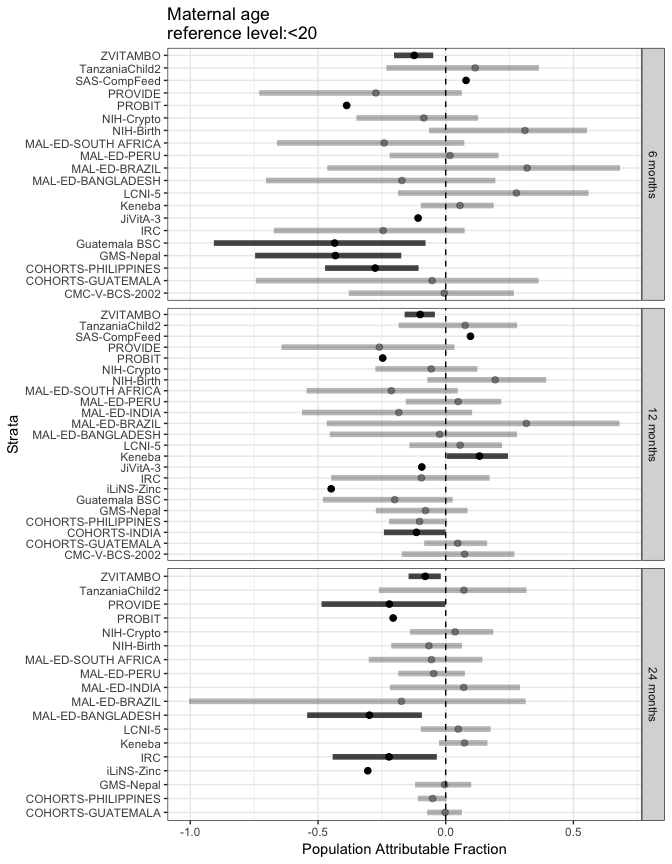 Maternal age
reference level:<20
Strata
ZVITAMBO
TanzaniaChild2
SAS-CompFeed
PROVIDE
PROBIT
NIH-Crypto
NIH-Birth
MAL-ED-SOUTH AFRICA
MAL-ED-PERU
MAL-ED-BRAZIL
MAL-ED-BANGLADESH
LCNI-5
Keneba
JiVitA-3
IRC
Guatemala BSC
GMS-Nepal
COHORTS-PHILIPPINES
COHORTS-GUATEMALA
CMC-V-BCS-2002
6 months
ZVITAMBO
TanzaniaChild2
SAS-CompFeed
PROVIDE
PROBIT
NIH-Crypto
NIH-Birth
MAL-ED-SOUTH AFRICA
MAL-ED-PERU
MAL-ED-INDIA
MAL-ED-BRAZIL
MAL-ED-BANGLADESH
LCNI-5
Keneba
JiVitA-3
IRC
iLiNS-Zinc
Guatemala BSC
GMS-Nepal
COHORTS-PHILIPPINES
COHORTS-INDIA
COHORTS-GUATEMALA
CMC-V-BCS-2002
12 months
ZVITAMBO
TanzaniaChild2
PROVIDE
PROBIT
NIH-Crypto
NIH-Birth
MAL-ED-SOUTH AFRICA
MAL-ED-PERU
MAL-ED-INDIA
MAL-ED-BRAZIL
MAL-ED-BANGLADESH
LCNI-5
Keneba
IRC
iLiNS-Zinc
GMS-Nepal
COHORTS-PHILIPPINES
COHORTS-GUATEMALA
24 months
-1.0 -0.5 0.0 0.5
Population Attributable Fraction